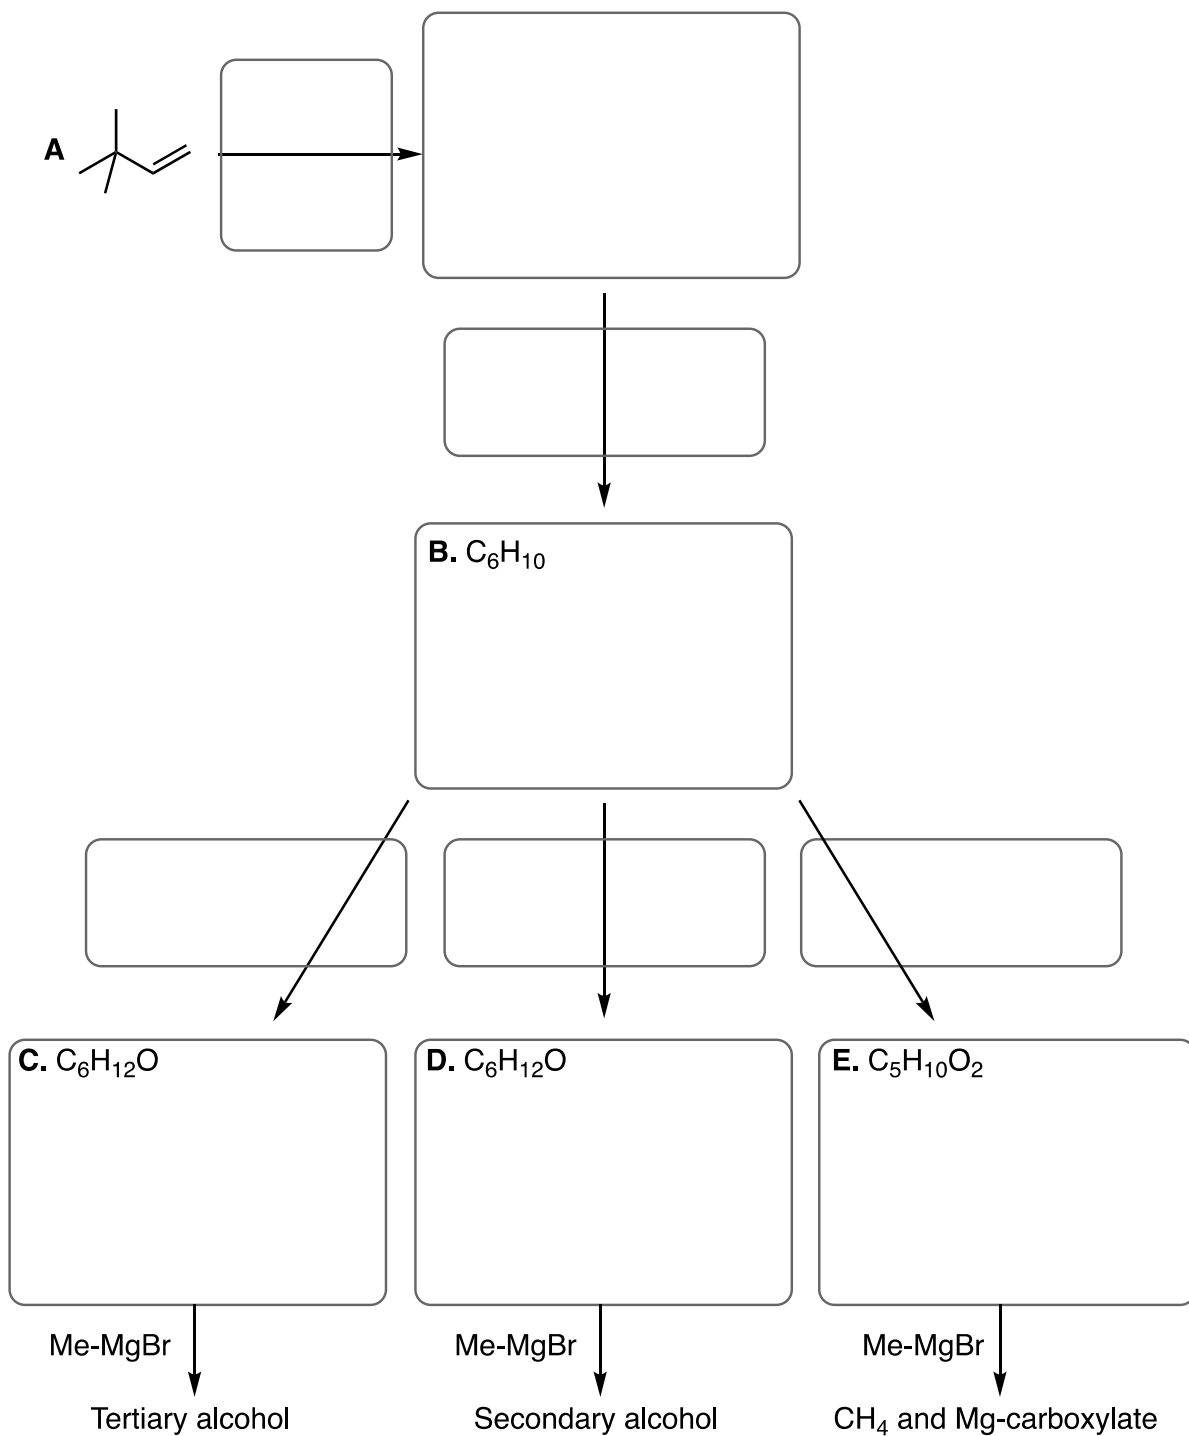 A
B. C₆H₁₀
C. C₆H₁₂O
D. C₆H₁₂O
E. C₅H₁₀O₂
Me-MgBr
Me-MgBr
Me-MgBr
Tertiary alcohol
Secondary alcohol
CH₄ and Mg-carboxylate